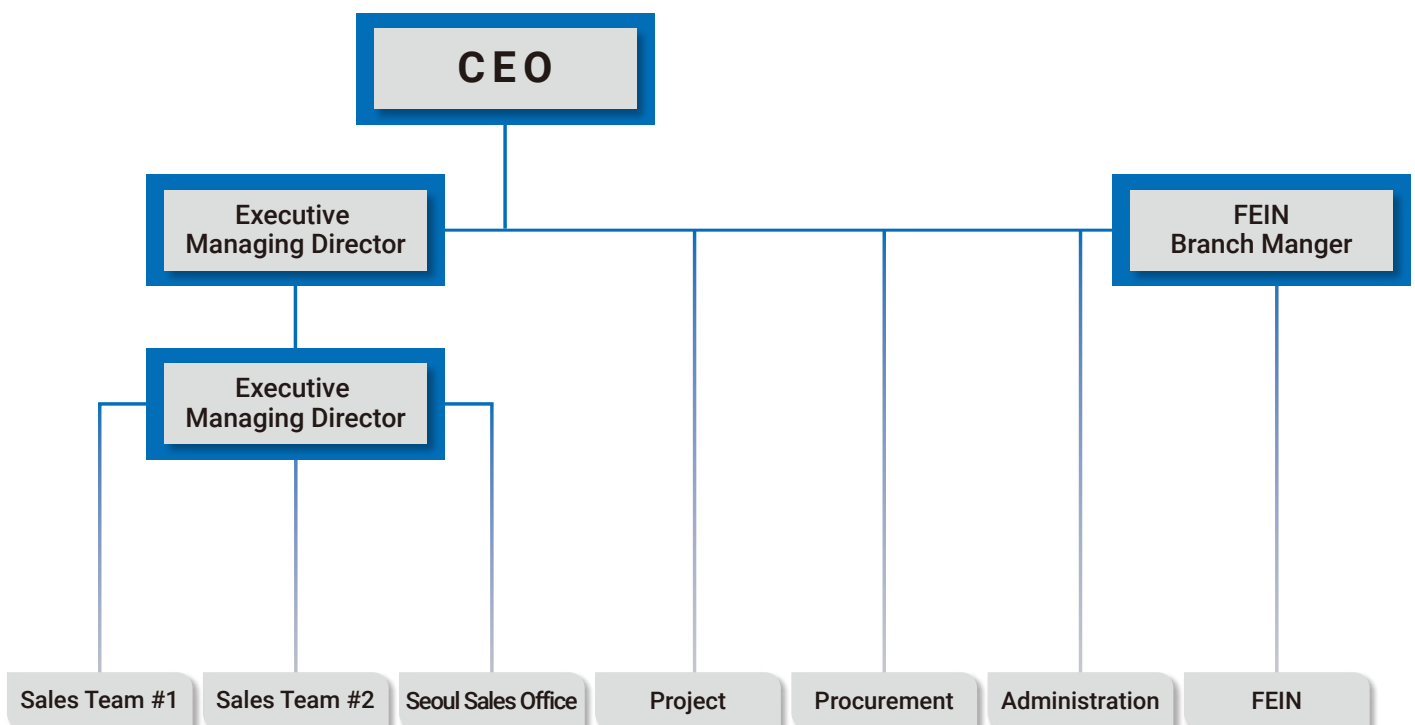 CEO
Executive
Managing Director
FEIN
Branch Manger
Executive
Managing Director
Sales Team #1
Sales Team #2
Seoul Sales Office
Project
Procurement
Administration
FEIN